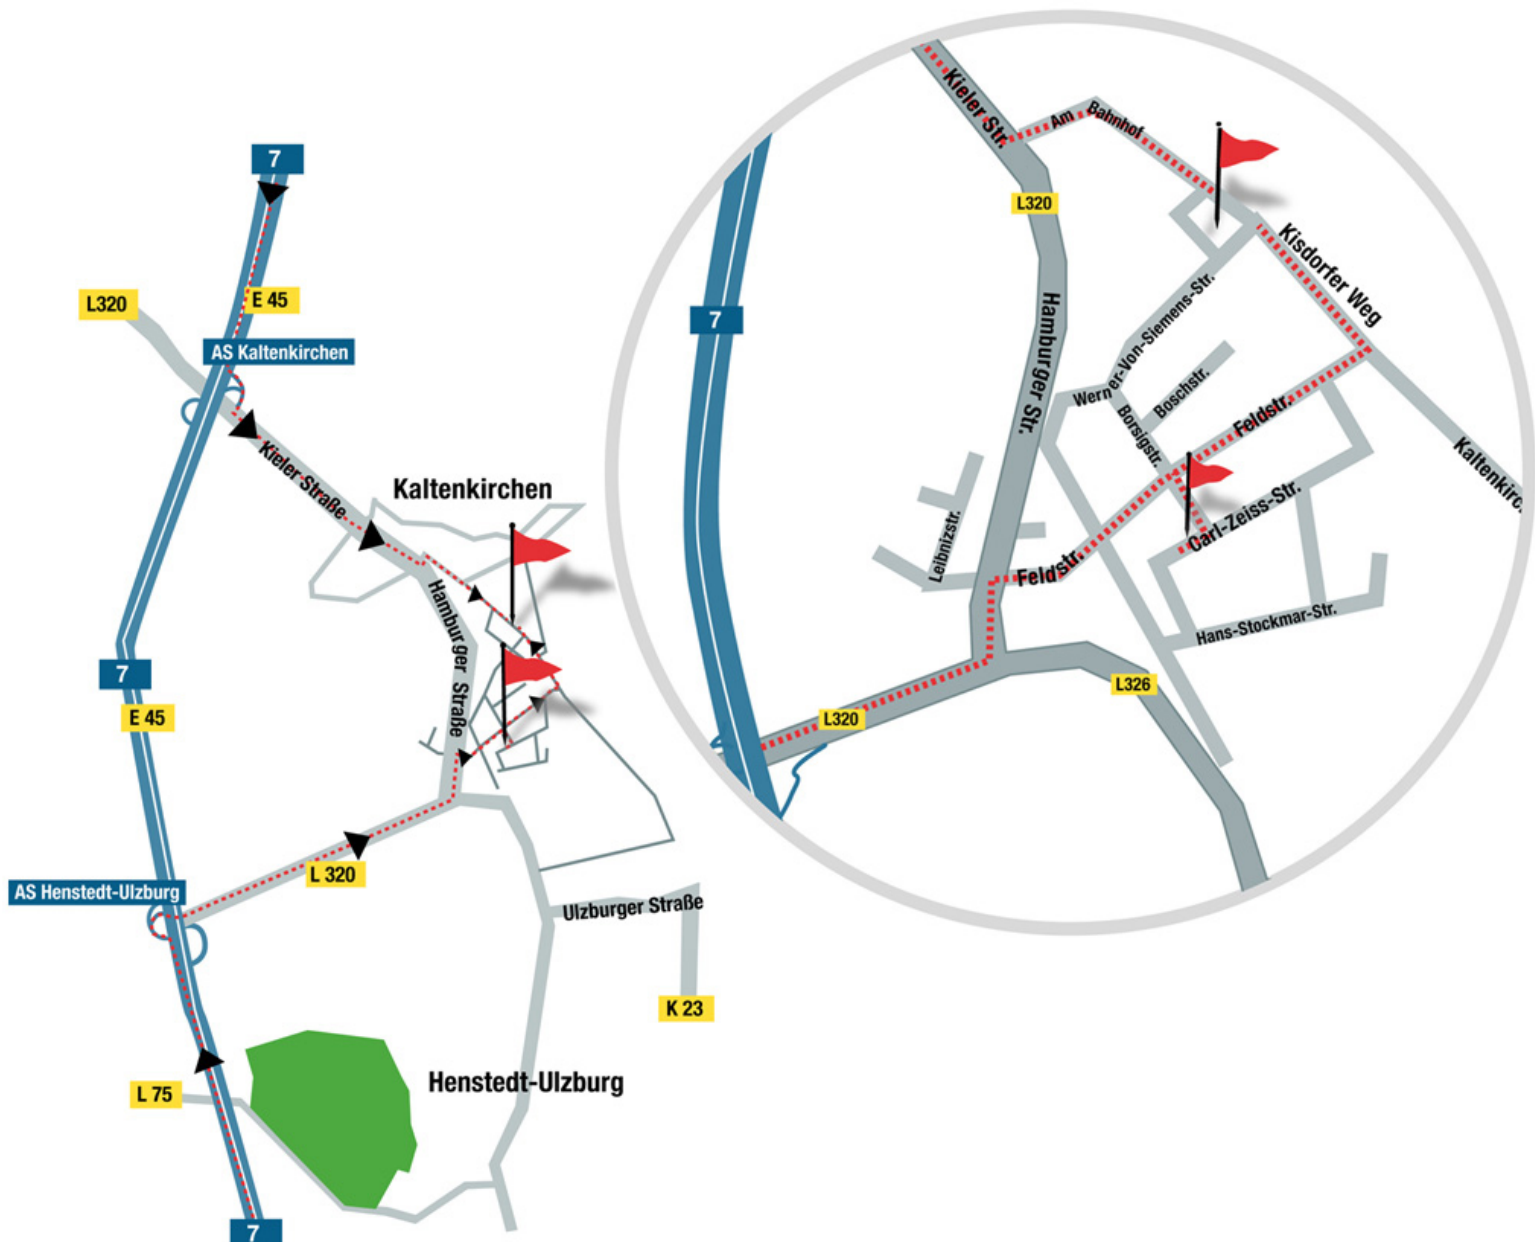 7
L320
E 45
AS Kaltenkirchen
Kieler Straße
Kaltenkirchen
Hamburger Straße
7
E 45
AS Henstedt-Ulzburg
L 320
Ulzburger Straße
K 23
L 75
Henstedt-Ulzburg
7
Kieler Str.
Am Bahnhof
L320
Kisdorfer Weg
7
Hamburger Str.
Werner-Von-Siemens-Str.
Boschstr.
Borsigstr.
Feldstr.
Kaltenkirc
Carl-Zeiss-Str.
Leibnizstr.
Feldstr.
Hans-Stockmar-Str.
L326
L320